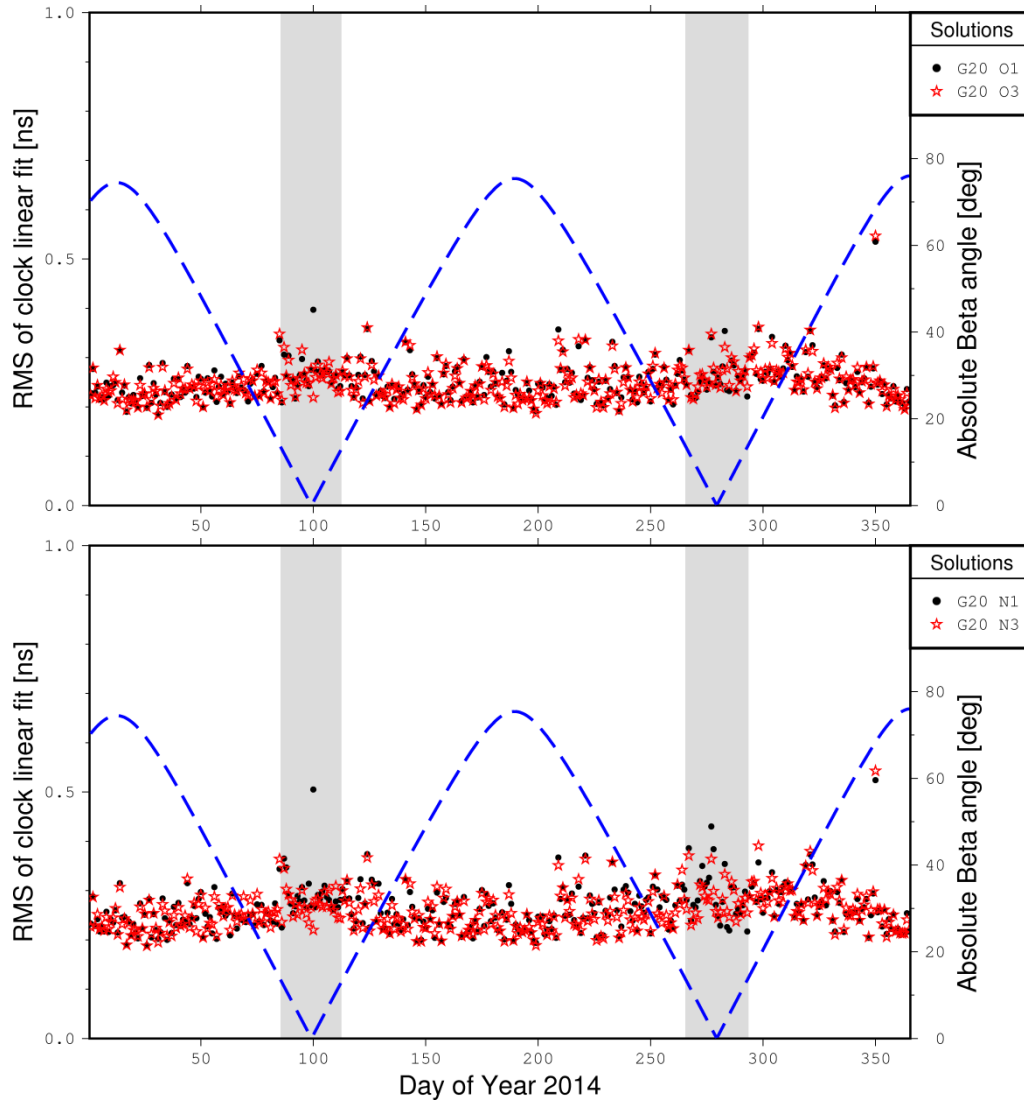 1.0
Solutions
G20 O1
G20 O3
RMS of clock linear fit [ns]
0.5
0.0
80
60
40
20
0
Absolute Beta angle [deg]
50 100 150 200 250 300 350
1.0
Solutions
G20 N1
G20 N3
RMS of clock linear fit [ns]
0.5
0.0
80
60
40
20
0
Absolute Beta angle [deg]
50 100 150 200 250 300 350
Day of Year 2014